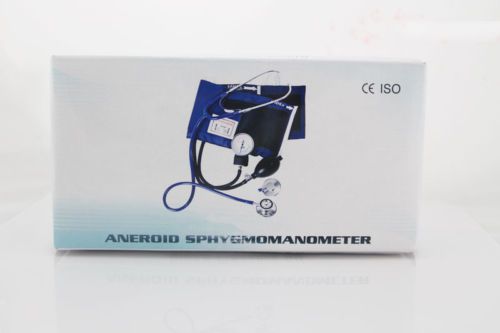 CE ISO
ANEROID SPHYGMOMANOMETER